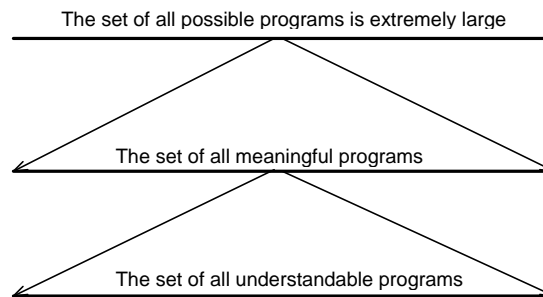 The set of all possible programs is extremely large
The set of all meaningful programs
The set of all understandable programs